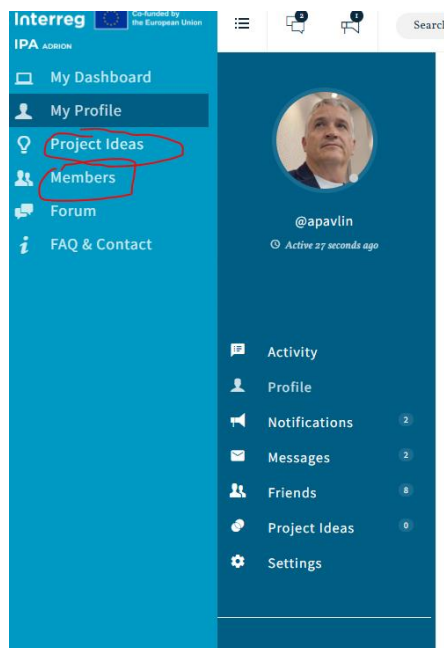 Interreg
Co-funded by
the European Union
IPA ADRION
My Dashboard
My Profile
Project Ideas
Members
Forum
FAQ & Contact
2
1
Search
@apavlin
Active 27 seconds ago
Activity
Profile
Notifications 2
Messages 2
Friends 8
Project Ideas 0
Settings